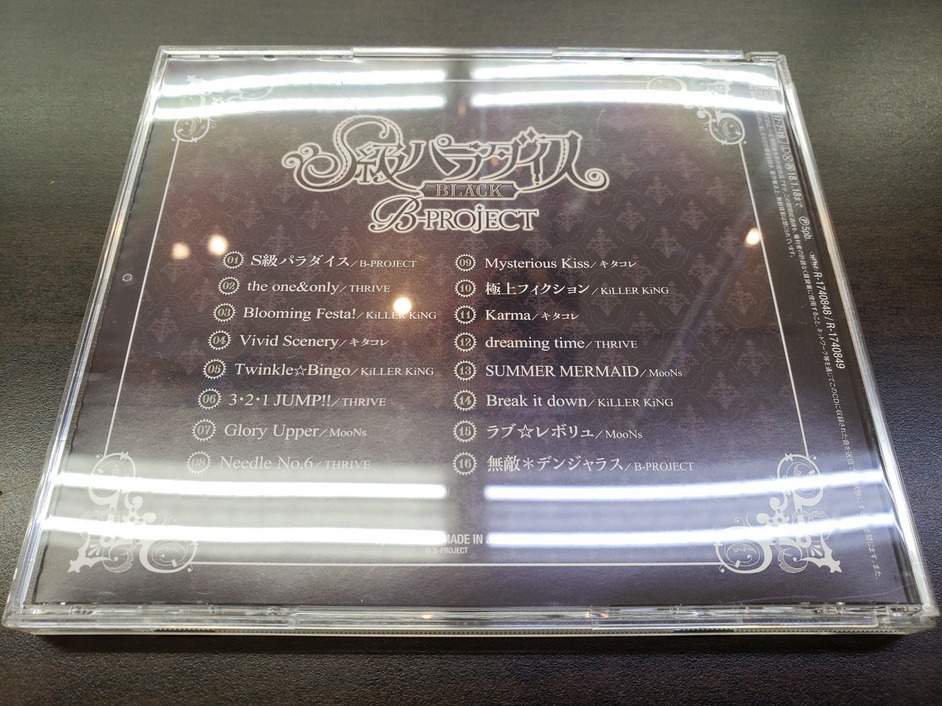 S級パラダイス
BLACK
B-PROJECT
01 S級パラダイス/B-PROJECT
02 the one&only/THRIVE
03 Blooming Festa!/KiLLER KiNG
04 Vivid Scenery/キタコレ
05 Twinkle☆Bingo/KiLLER KiNG
06 3・2・1 JUMP!!/THRIVE
07 Glory Upper/MooNs
08 Needle No.6/THRIVE
09 Mysterious Kiss/キタコレ
10 極上フィクション/KiLLER KiNG
11 Karma/キタコレ
12 dreaming time/THRIVE
13 SUMMER MERMAID/MooNs
14 Break it down/KiLLER KiNG
15 ラブ☆レボリュ/MooNs
16 無敵＊デンジャラス/B-PROJECT
MADE IN
© B-PROJECT
R-1740848 / R-1740849